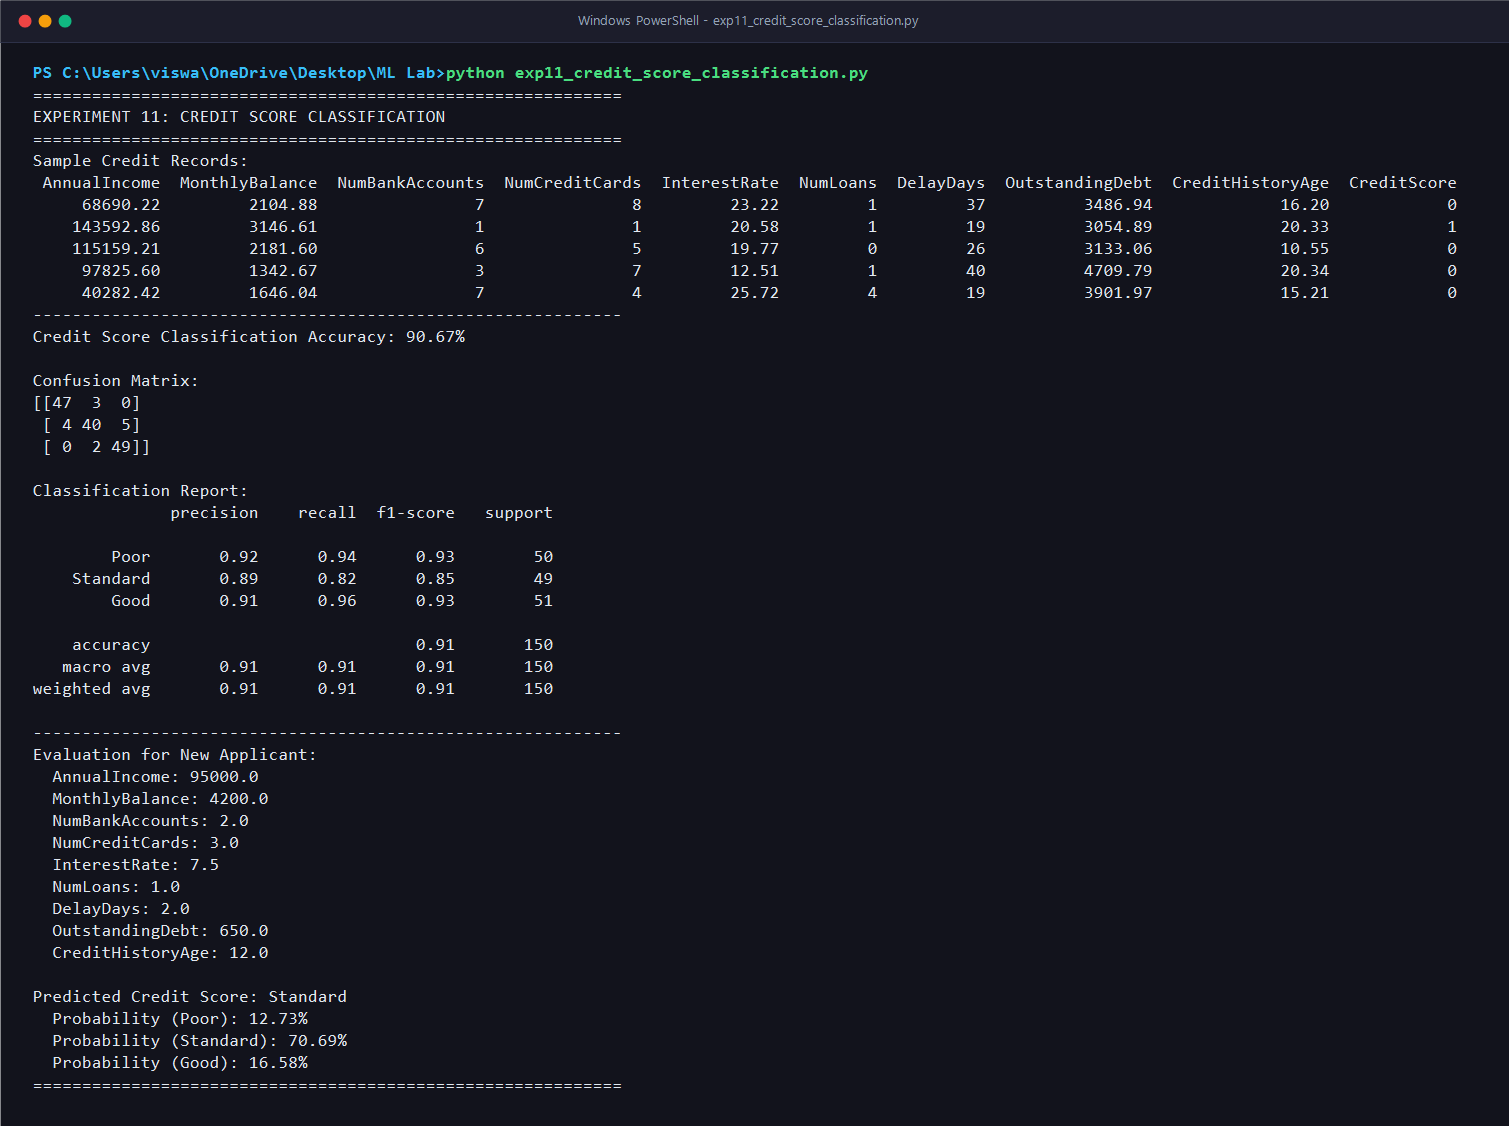 Windows PowerShell - exp11_credit_score_classification.py
PS C:\Users\viswa\OneDrive\Desktop\ML Lab>python exp11_credit_score_classification.py
============================================================
EXPERIMENT 11: CREDIT SCORE CLASSIFICATION
============================================================
Sample Credit Records:
 AnnualIncome  MonthlyBalance  NumBankAccounts  NumCreditCards  InterestRate  NumLoans  DelayDays  OutstandingDebt  CreditHistoryAge  CreditScore
     68690.22         2104.88                7               8         23.22         1         37          3486.94             16.20            0
    143592.86         3146.61                1               1         20.58         1         19          3054.89             20.33            1
    115159.21         2181.60                6               5         19.77         0         26          3133.06             10.55            0
     97825.60         1342.67                3               7         12.51         1         40          4709.79             20.34            0
     40282.42         1646.04                7               4         25.72         4         19          3901.97             15.21            0
------------------------------------------------------------
Credit Score Classification Accuracy: 90.67%

Confusion Matrix:
[[47  3  0]
 [ 4 40  5]
 [ 0  2 49]]

Classification Report:
              precision    recall  f1-score   support

        Poor       0.92      0.94      0.93        50
    Standard       0.89      0.82      0.85        49
        Good       0.91      0.96      0.93        51

    accuracy                           0.91       150
   macro avg       0.91      0.91      0.91       150
weighted avg       0.91      0.91      0.91       150

------------------------------------------------------------
Evaluation for New Applicant:
  AnnualIncome: 95000.0
  MonthlyBalance: 4200.0
  NumBankAccounts: 2.0
  NumCreditCards: 3.0
  InterestRate: 7.5
  NumLoans: 1.0
  DelayDays: 2.0
  OutstandingDebt: 650.0
  CreditHistoryAge: 12.0

Predicted Credit Score: Standard
  Probability (Poor): 12.73%
  Probability (Standard): 70.69%
  Probability (Good): 16.58%
============================================================